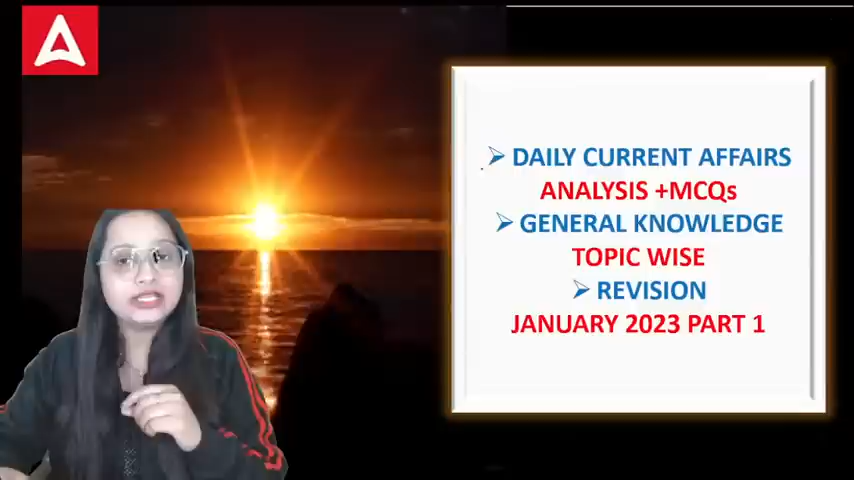 ➢ DAILY CURRENT AFFAIRS
ANALYSIS +MCQs
➢ GENERAL KNOWLEDGE
TOPIC WISE
➢ REVISION
JANUARY 2023 PART 1